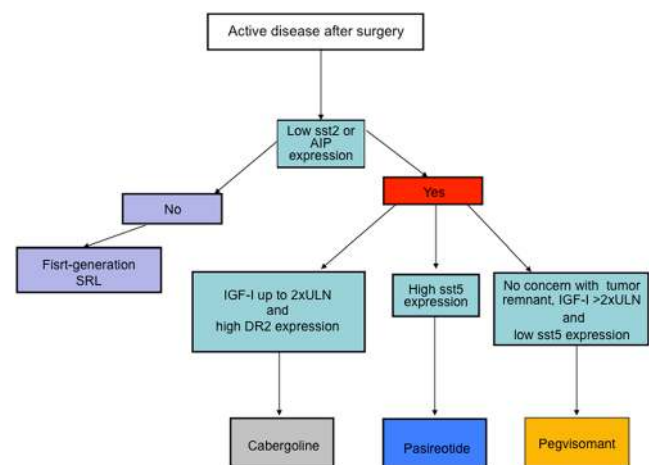 Active disease after surgery
Low sst2 or
AIP
expression
No
Yes
Fisrt-generation
SRL
IGF-I up to 2xULN
and
high DR2 expression
High sst5
expression
No concern with tumor
remnant, IGF-I >2xULN
and
low sst5 expression
Cabergoline
Pasireotide
Pegvisomant